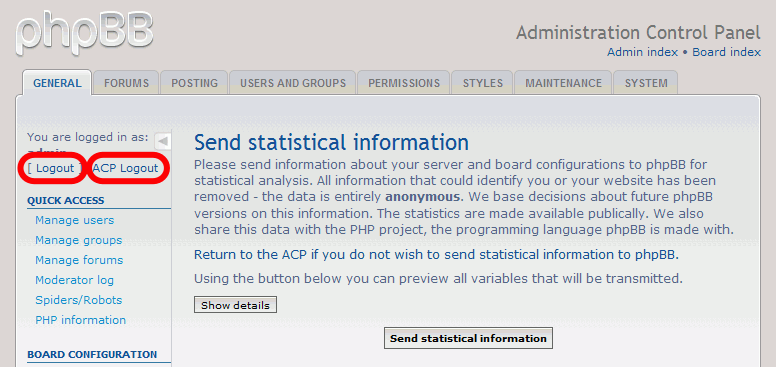 phpBB
Administration Control Panel
Admin index • Board index
GENERAL FORUMS POSTING USERS AND GROUPS PERMISSIONS STYLES MAINTENANCE SYSTEM
You are logged in as:
admin
[ Logout ] [ ACP Logout ]
QUICK ACCESS
Manage users
Manage groups
Manage forums
Moderator log
Spiders/Robots
PHP information
BOARD CONFIGURATION
Send statistical information
Please send information about your server and board configurations to phpBB for
statistical analysis. All information that could identify you or your website has been
removed - the data is entirely anonymous. We base decisions about future phpBB
versions on this information. The statistics are made available publically. We also
share this data with the PHP project, the programming language phpBB is made with.
Return to the ACP if you do not wish to send statistical information to phpBB.
Using the button below you can preview all variables that will be transmitted.
Show details
Send statistical information